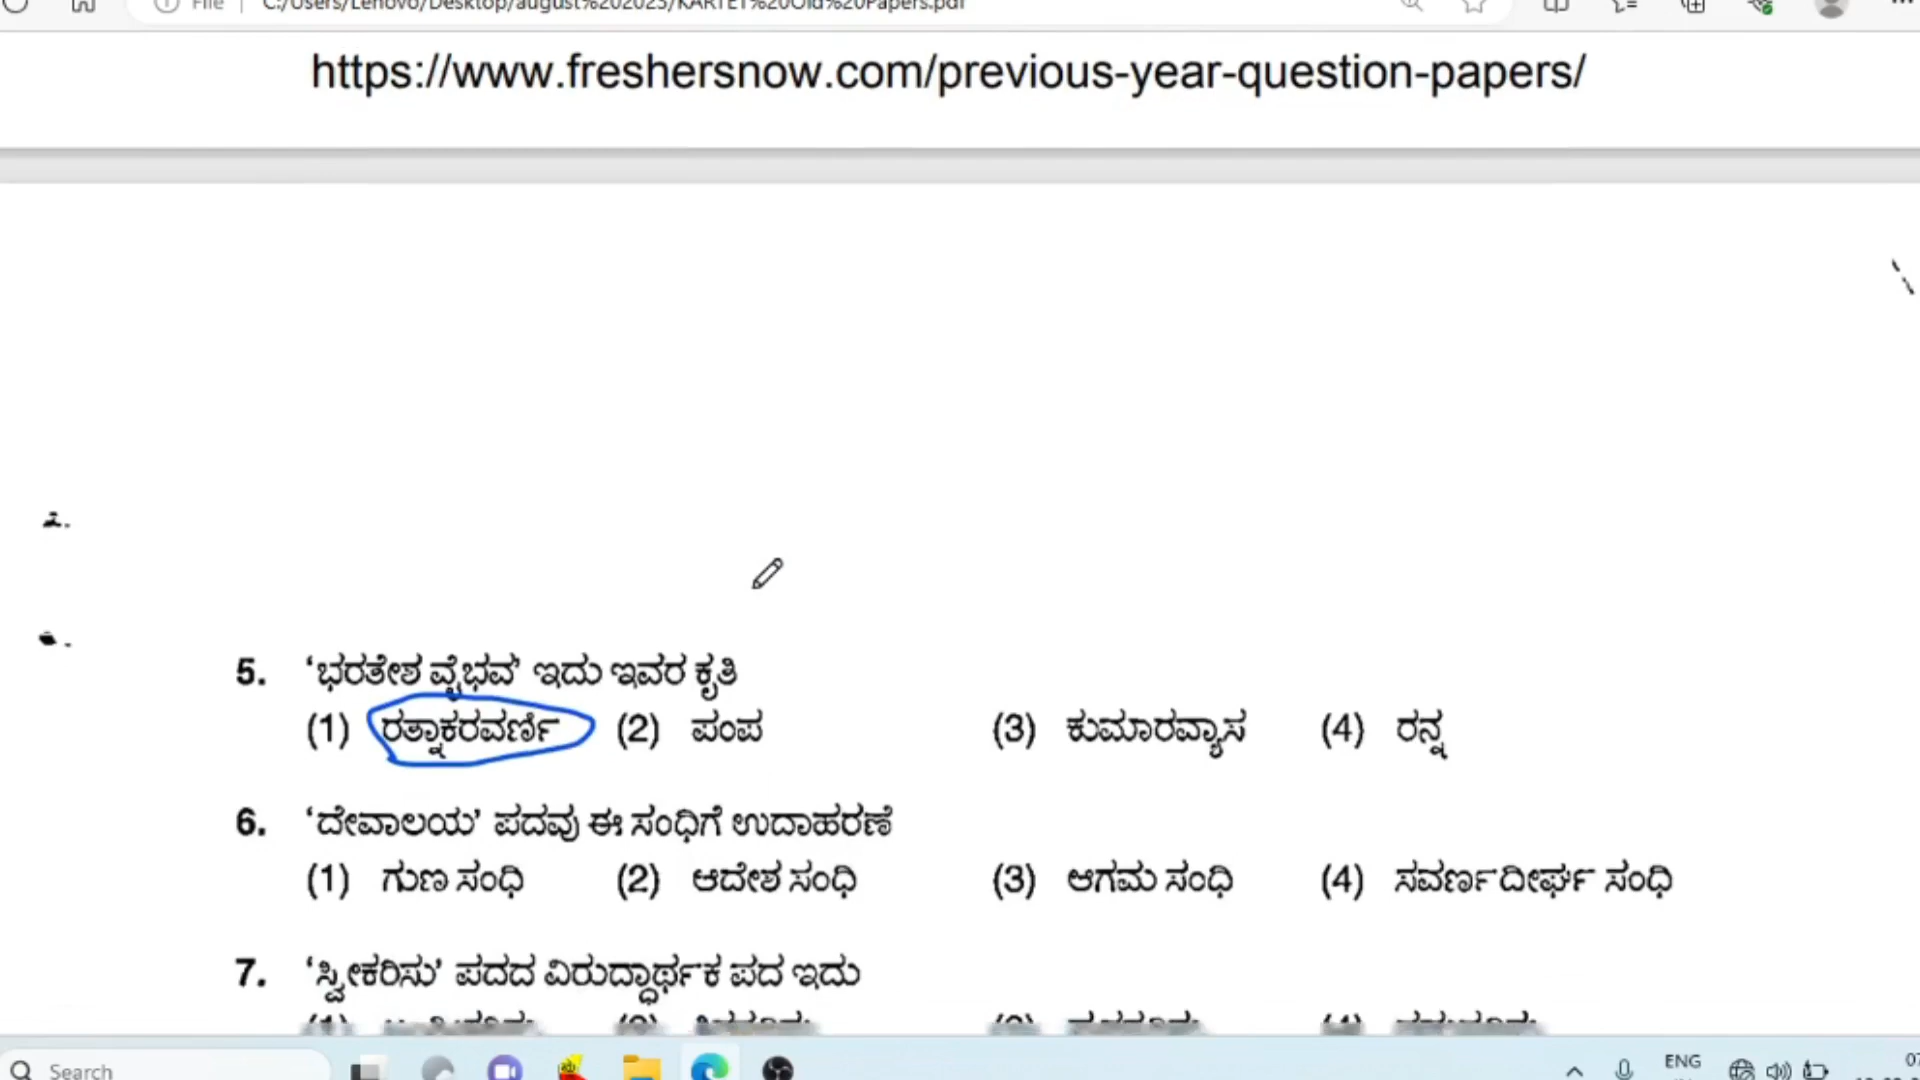 File C:/Users/Lenovo/Desktop/august%202023/KARTET%20Old%20Papers.pdf
https://www.freshersnow.com/previous-year-question-papers/
5. ‘ಭರತೇಶ ವೈಭವ’ ಇದು ಇವರ ಕೃತಿ
(1) ರತ್ನಾಕರವರ್ಣಿ (2) ಪಂಪ (3) ಕುಮಾರವ್ಯಾಸ (4) ರನ್ನ
6. ‘ದೇವಾಲಯ’ ಪದವು ಈ ಸಂಧಿಗೆ ಉದಾಹರಣೆ
(1) ಗುಣ ಸಂಧಿ (2) ಆದೇಶ ಸಂಧಿ (3) ಆಗಮ ಸಂಧಿ (4) ಸವರ್ಣದೀರ್ಘ ಸಂಧಿ
7. ‘ಸ್ವೀಕರಿಸು’ ಪದದ ವಿರುದ್ಧಾರ್ಥಕ ಪದ ಇದು
Search ENG